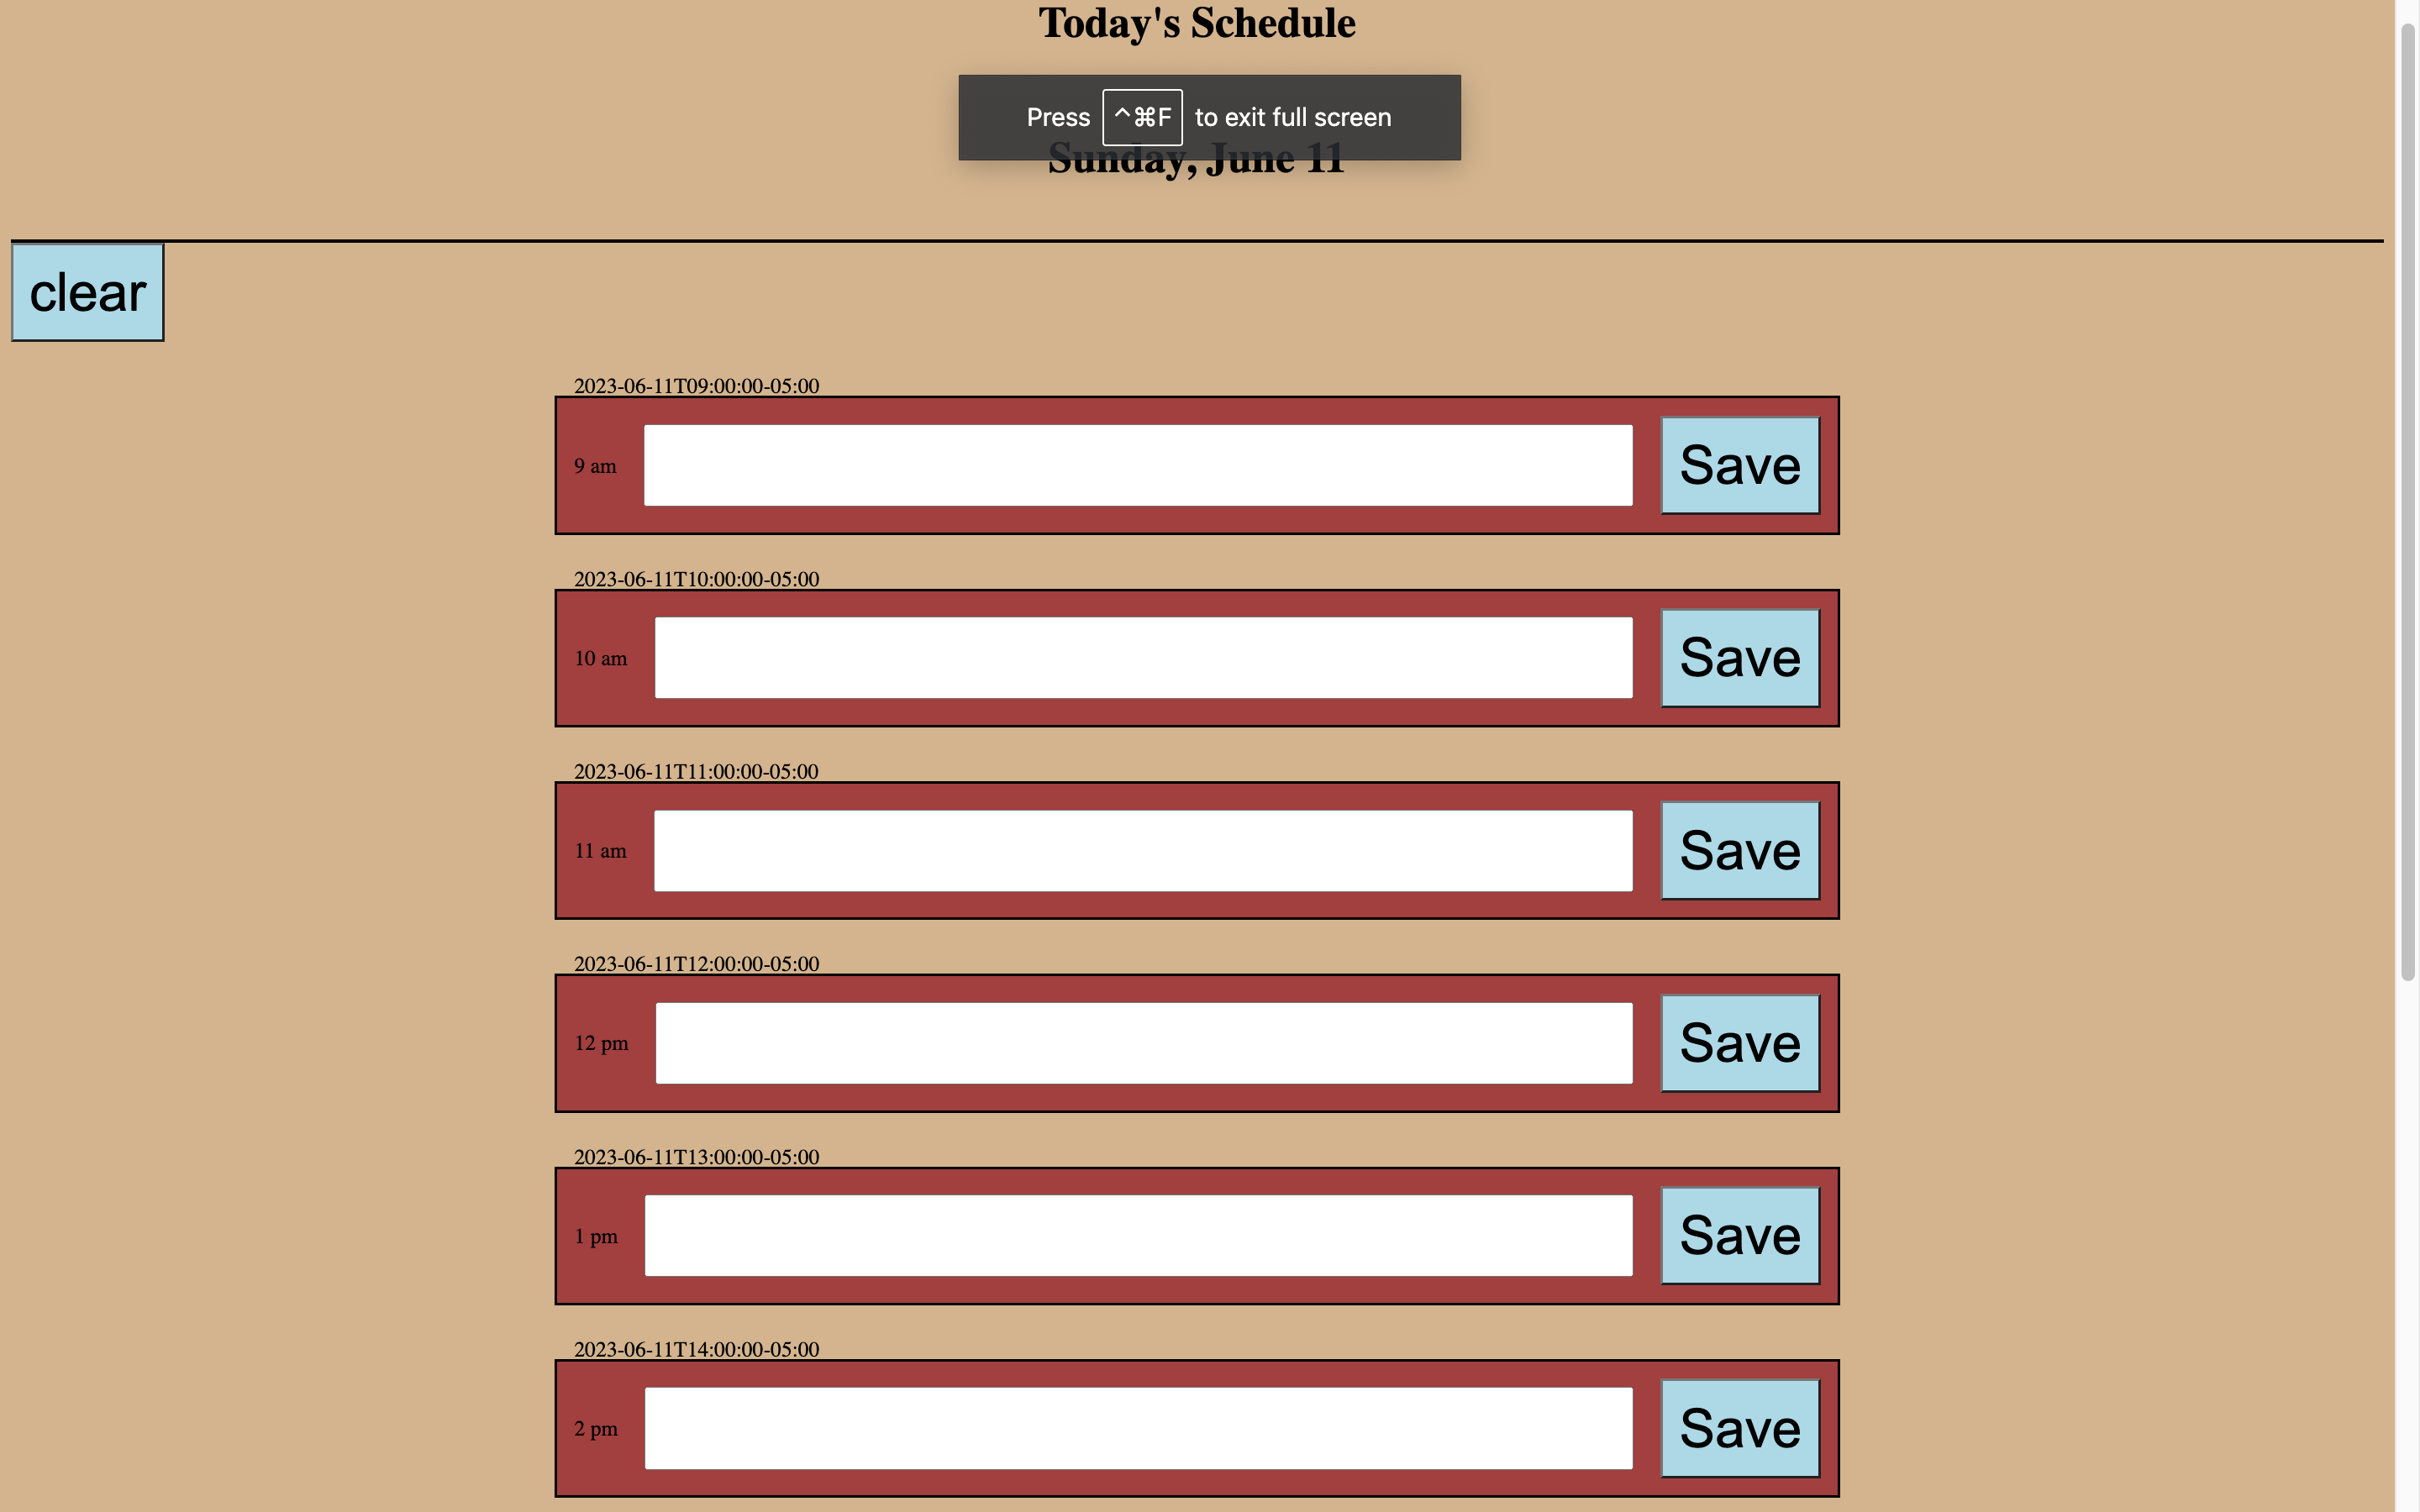 Today's Schedule
Press ^⌘F to exit full screen
Sunday, June 11
clear
2023-06-11T09:00:00-05:00
9 am Save
2023-06-11T10:00:00-05:00
10 am Save
2023-06-11T11:00:00-05:00
11 am Save
2023-06-11T12:00:00-05:00
12 pm Save
2023-06-11T13:00:00-05:00
1 pm Save
2023-06-11T14:00:00-05:00
2 pm Save